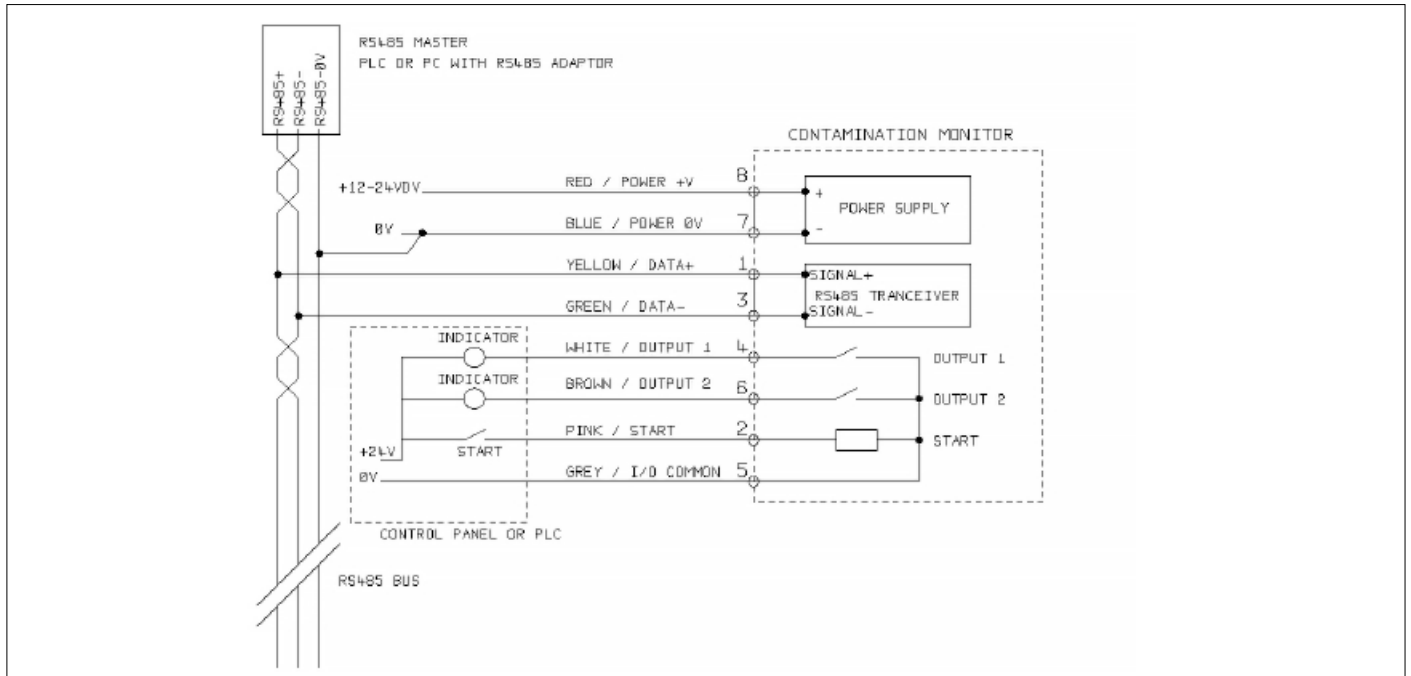 RS485 MASTER
PLC OR PC WITH RS485 ADAPTOR
RS485+
RS485-
RS485-0V
CONTAMINATION MONITOR
+12-24VDV
RED / POWER +V
8
+
POWER SUPPLY
0V
BLUE / POWER 0V
7
-
YELLOW / DATA+
1
SIGNAL+
RS485 TRANCEIVER
GREEN / DATA-
3
SIGNAL-
INDICATOR
WHITE / OUTPUT 1
4
OUTPUT 1
INDICATOR
BROWN / OUTPUT 2
6
OUTPUT 2
PINK / START
2
START
+24V
START
0V
GREY / I/O COMMON
5
CONTROL PANEL OR PLC
RS485 BUS